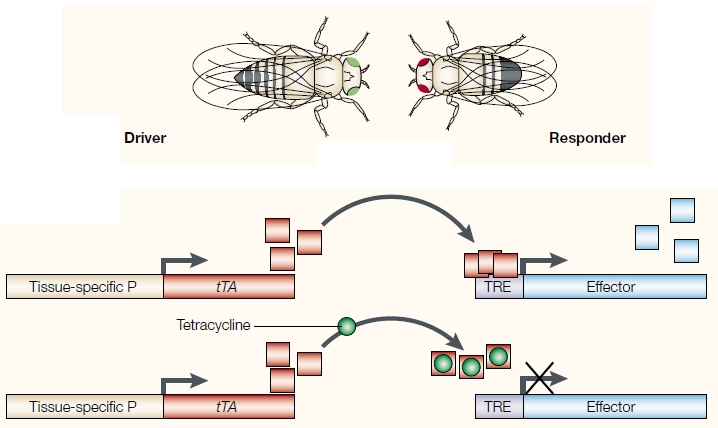 Driver
Responder
Tissue-specific P
tTA
TRE
Effector
Tetracycline
Tissue-specific P
tTA
TRE
Effector